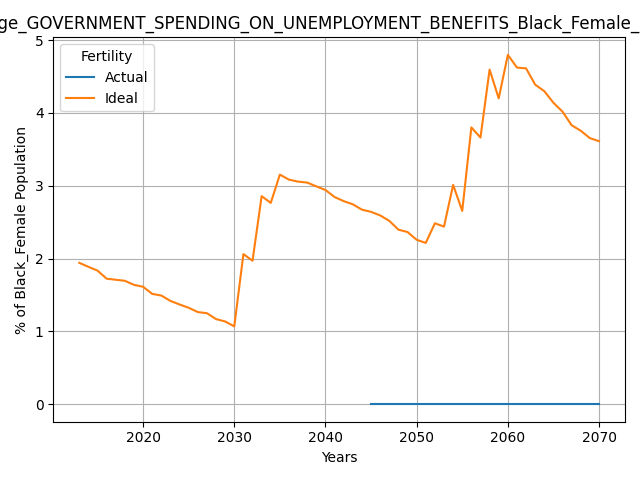 ge_GOVERNMENT_SPENDING_ON_UNEMPLOYMENT_BENEFITS_Black_Female_
Fertility
Actual
Ideal
% of Black_Female Population
5
4
3
2
1
0
2020 2030 2040 2050 2060 2070
Years